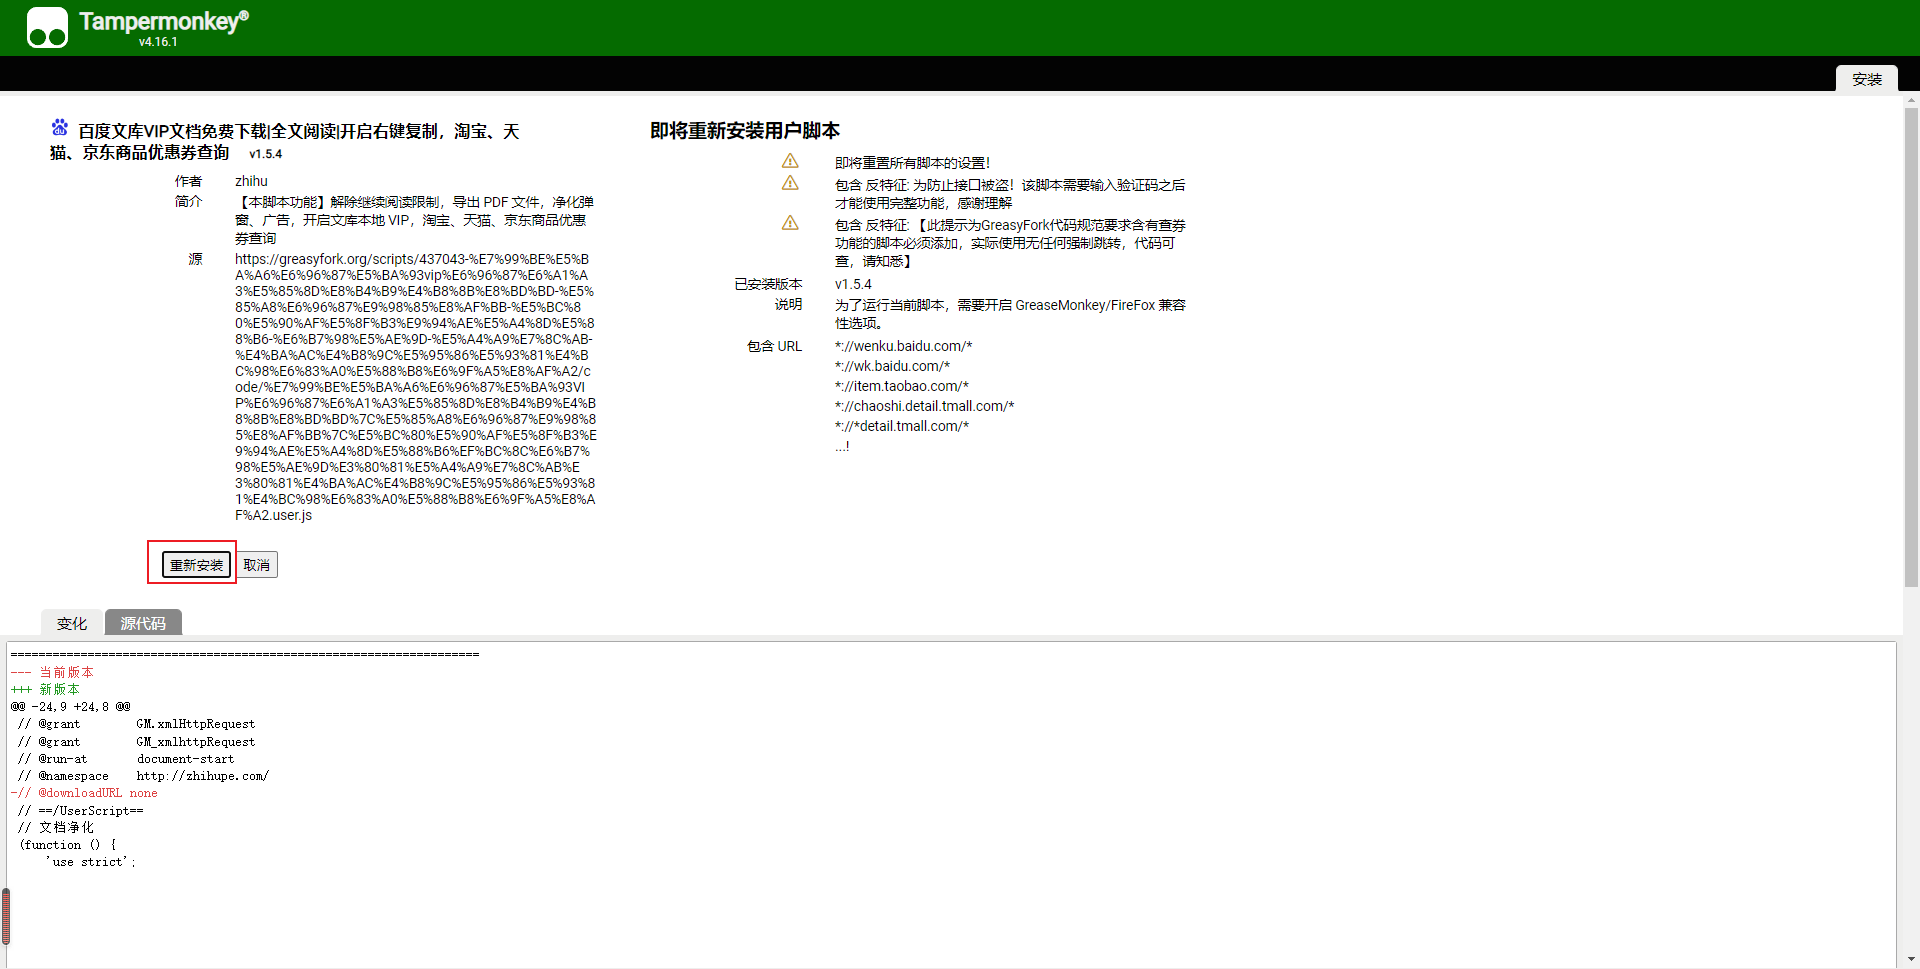 Tampermonkey®
v4.16.1
安装
百度文库VIP文档免费下载|全文阅读|开启右键复制，淘宝、天
猫、京东商品优惠券查询 v1.5.4
作者 zhihu
简介 【本脚本功能】解除继续阅读限制，导出 PDF 文件，净化弹
窗、广告，开启文库本地 VIP，淘宝、天猫、京东商品优惠
券查询
源 https://greasyfork.org/scripts/437043-%E7%99%BE%E5%B
A%A6%E6%96%87%E5%BA%93vip%E6%96%87%E6%A1%A
3%E5%85%8D%E8%B4%B9%E4%B8%8B%E8%BD%BD-%E5%
85%A8%E6%96%87%E9%98%85%E8%AF%BB-%E5%BC%8
0%E5%90%AF%E5%8F%B3%E9%94%AE%E5%A4%8D%E5%8
8%B6-%E6%B7%98%E5%AE%9D-%E5%A4%A9%E7%8C%AB-
%E4%BA%AC%E4%B8%9C%E5%95%86%E5%93%81%E4%B
C%98%E6%83%A0%E5%88%B8%E6%9F%A5%E8%AF%A2/c
ode/%E7%99%BE%E5%BA%A6%E6%96%87%E5%BA%93VI
P%E6%96%87%E6%A1%A3%E5%85%8D%E8%B4%B9%E4%B
8%8B%E8%BD%BD%7C%E5%85%A8%E6%96%87%E9%98%8
5%E8%AF%BB%7C%E5%BC%80%E5%90%AF%E5%8F%B3%E
9%94%AE%E5%A4%8D%E5%88%B6%EF%BC%8C%E6%B7%
98%E5%AE%9D%E3%80%81%E5%A4%A9%E7%8C%AB%E
3%80%81%E4%BA%AC%E4%B8%9C%E5%95%86%E5%93%8
1%E4%BC%98%E6%83%A0%E5%88%B8%E6%9F%A5%E8%A
F%A2.user.js
重新安装 取消
即将重新安装用户脚本
即将重置所有脚本的设置！
包含 反特征: 为防止接口被盗！该脚本需要输入验证码之后
才能使用完整功能，感谢理解
包含 反特征: 【此提示为GreasyFork代码规范要求含有查券
功能的脚本必须添加，实际使用无任何强制跳转，代码可
查，请知悉】
已安装版本 v1.5.4
说明 为了运行当前脚本，需要开启 GreaseMonkey/FireFox 兼容
性选项。
包含 URL *://wenku.baidu.com/*
*://wk.baidu.com/*
*://item.taobao.com/*
*://chaoshi.detail.tmall.com/*
*://*detail.tmall.com/*
...!
变化 源代码
===================================================================
--- 当前版本
+++ 新版本
@@ -24,9 +24,8 @@
// @grant GM.xmlHttpRequest
// @grant GM_xmlhttpRequest
// @run-at document-start
// @namespace http://zhihupe.com/
-// @downloadURL none
// ==/UserScript==
// 文档净化
(function () {
'use strict';